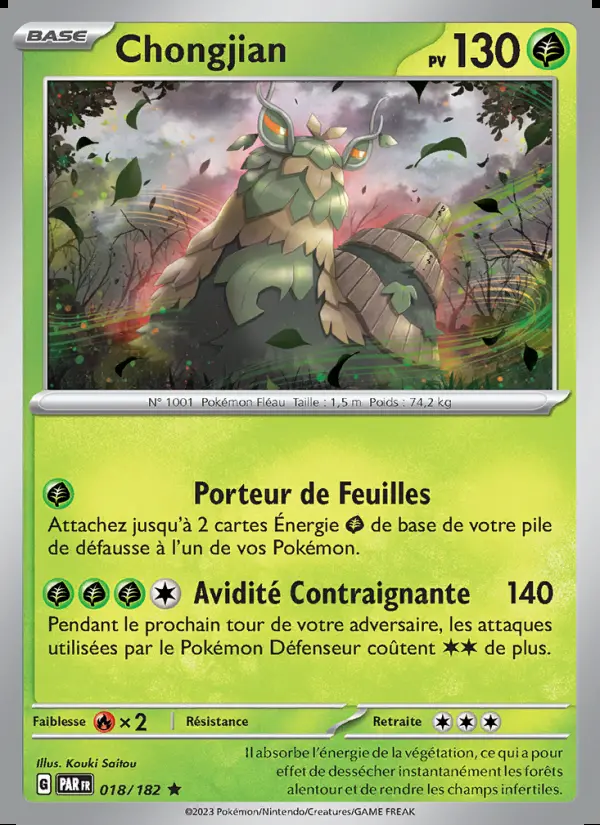 BASE
Chongjian
PV 130
N° 1001 Pokémon Fléau Taille : 1,5 m Poids : 74,2 kg
Porteur de Feuilles
Attachez jusqu'à 2 cartes Énergie de base de votre pile
de défausse à l'un de vos Pokémon.
Avidité Contraignante 140
Pendant le prochain tour de votre adversaire, les attaques
utilisées par le Pokémon Défenseur coûtent de plus.
Faiblesse ×2 Résistance Retraite
Illus. Kouki Saitou
G PAR FR 018/182 ★
Il absorbe l'énergie de la végétation, ce qui a pour
effet de dessécher instantanément les forêts
alentour et de rendre les champs infertiles.
©2023 Pokémon/Nintendo/Creatures/GAME FREAK